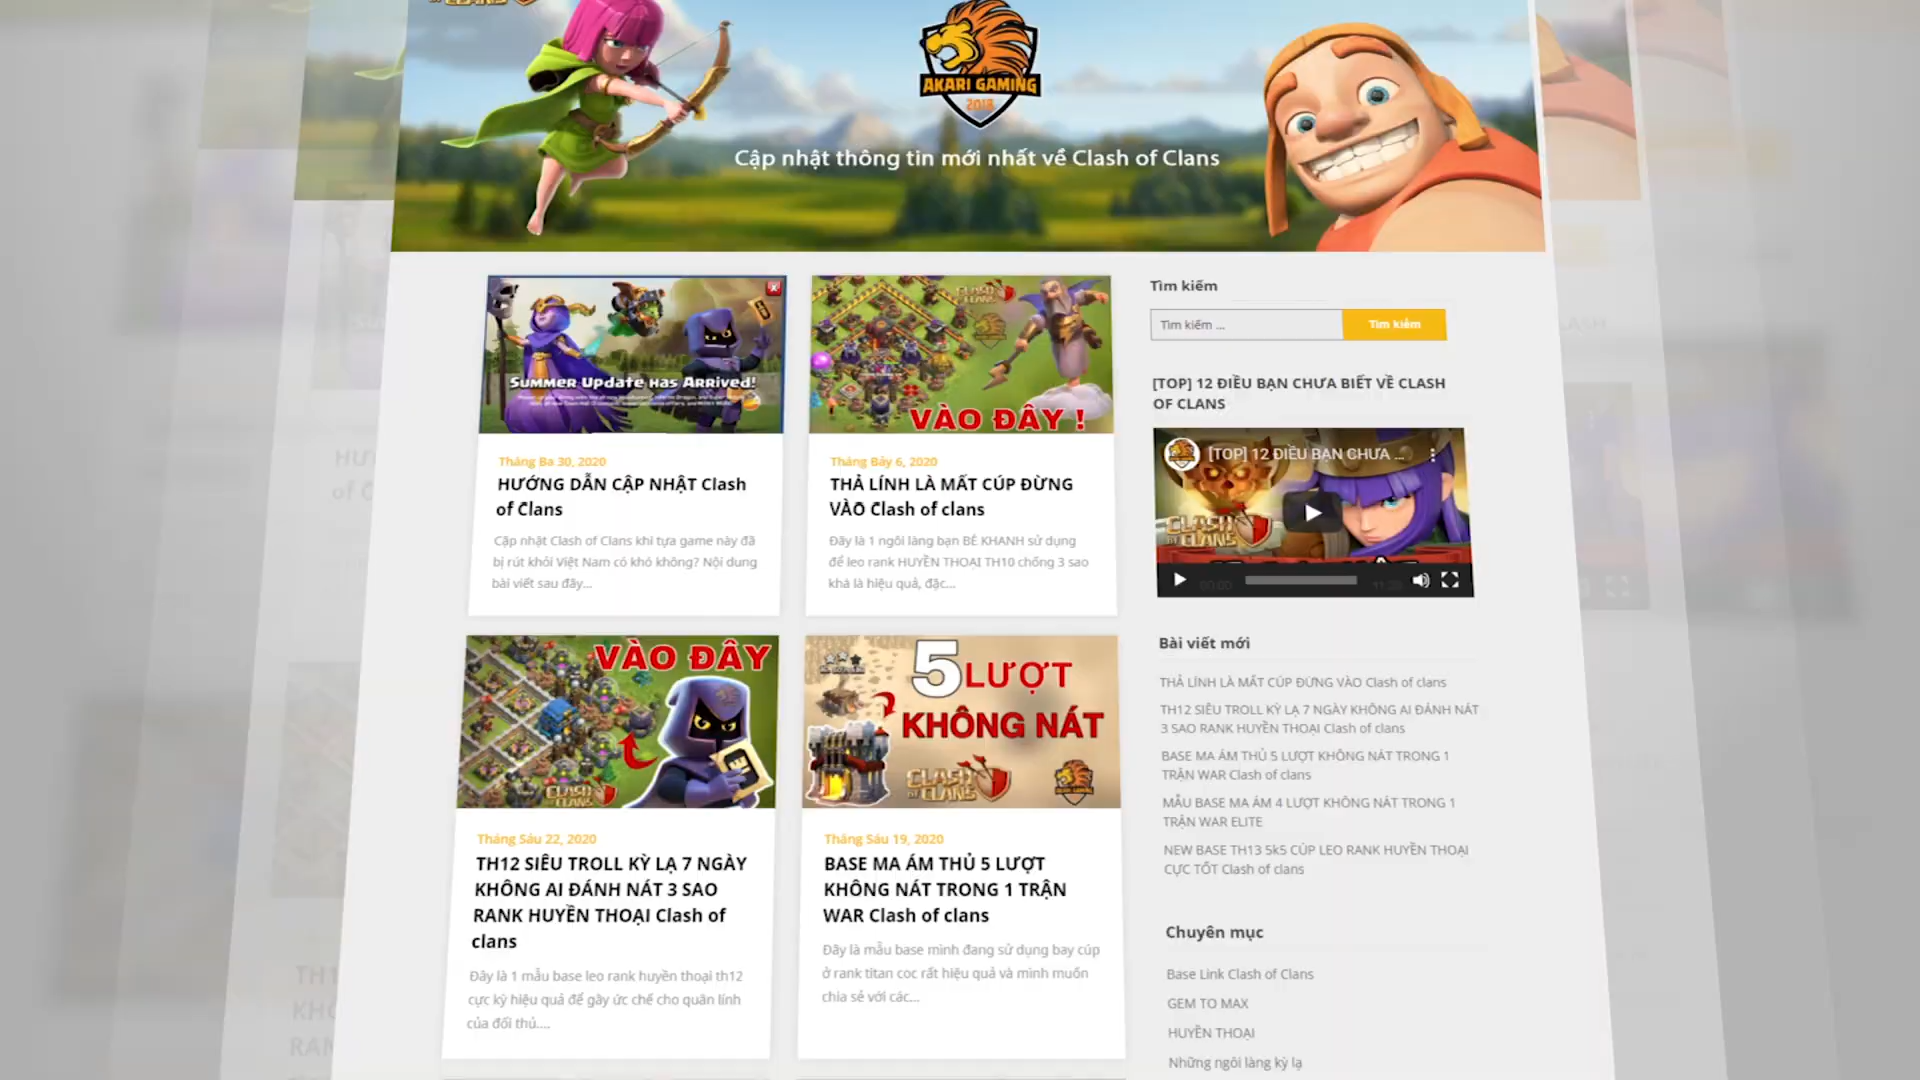 AKARI GAMING
2018
Cập nhật thông tin mới nhất về Clash of Clans
SUMMER UPDATE HAS ARRIVED!
Tháng Ba 30, 2020
HƯỚNG DẪN CẬP NHẬT Clash
of Clans
Cập nhật Clash of Clans khi tựa game này đã
bị rút khỏi Việt Nam có khó không? Nội dung
bài viết sau đây...
VÀO ĐÂY !
Tháng Bảy 6, 2020
THẢ LÍNH LÀ MẤT CÚP ĐỪNG
VÀO Clash of clans
Đây là 1 ngôi làng bạn BÉ KHANH sử dụng
để leo rank HUYỀN THOẠI TH10 chống 3 sao
khá là hiệu quả, đặc...
VÀO ĐÂY
CLASH OF CLANS
Tháng Sáu 22, 2020
TH12 SIÊU TROLL KỲ LẠ 7 NGÀY
KHÔNG AI ĐÁNH NÁT 3 SAO
RANK HUYỀN THOẠI Clash of
clans
Đây là 1 mẫu base leo rank huyền thoại th12
cực kỳ hiệu quả để gây ức chế cho quân lính
của đối thủ....
5 LƯỢT
KHÔNG NÁT
CLASH OF CLANS
AKARI GAMING
Tháng Sáu 19, 2020
BASE MA ÁM THỦ 5 LƯỢT
KHÔNG NÁT TRONG 1 TRẬN
WAR Clash of clans
Đây là mẫu base mình đang sử dụng bay cúp
ở rank titan coc rất hiệu quả và mình muốn
chia sẻ với các...
Tìm kiếm
Tìm kiếm ...
Tìm kiếm
[TOP] 12 ĐIỀU BẠN CHƯA BIẾT VỀ CLASH
OF CLANS
[TOP] 12 ĐIỀU BẠN CHƯA ...
CLASH OF CLANS
00:00
Bài viết mới
THẢ LÍNH LÀ MẤT CÚP ĐỪNG VÀO Clash of clans
TH12 SIÊU TROLL KỲ LẠ 7 NGÀY KHÔNG AI ĐÁNH NÁT
3 SAO RANK HUYỀN THOẠI Clash of clans
BASE MA ÁM THỦ 5 LƯỢT KHÔNG NÁT TRONG 1
TRẬN WAR Clash of clans
MẪU BASE MA ÁM 4 LƯỢT KHÔNG NÁT TRONG 1
TRẬN WAR ELITE
NEW BASE TH13 5k5 CÚP LEO RANK HUYỀN THOẠI
CỰC TỐT Clash of clans
Chuyên mục
Base Link Clash of Clans
GEM TO MAX
HUYỀN THOẠI
Những ngôi làng kỳ lạ